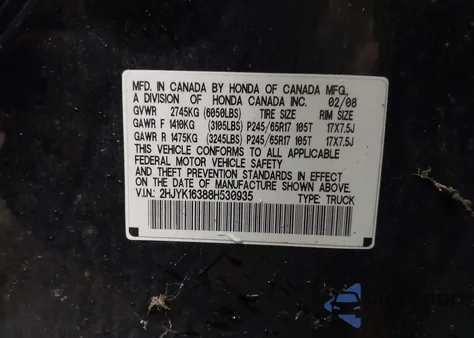 MFD. IN CANADA BY HONDA OF CANADA MFG.,
A DIVISION OF HONDA CANADA INC. 02/08
GVWR 2745KG (6050LBS) TIRE SIZE RIM SIZE
GAWR F 1410KG (3105LBS) P245/65R17 105T 17X7.5J
GAWR R 1475KG (3245LBS) P245/65R17 105T 17X7.5J
THIS VEHICLE CONFORMS TO ALL APPLICABLE
FEDERAL MOTOR VEHICLE SAFETY
AND THEFT PREVENTION STANDARDS IN EFFECT
ON THE DATE OF MANUFACTURE SHOWN ABOVE.
V.I.N.: 2HJYK16388H530935 TYPE: TRUCK